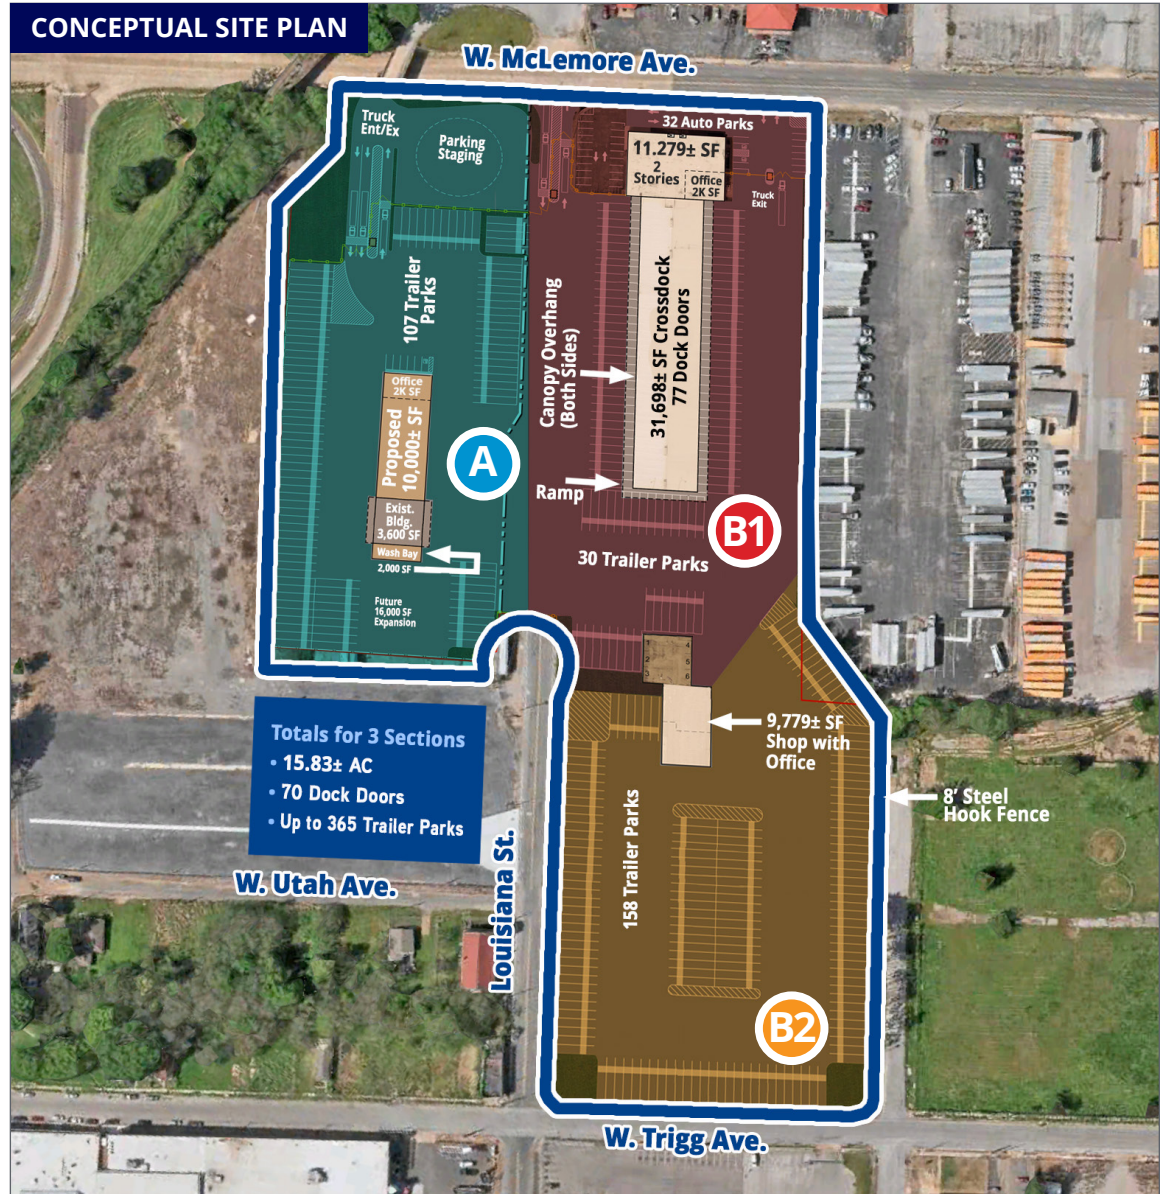 CONCEPTUAL SITE PLAN
W. McLemore Ave.
Truck
Ent/Ex
Parking
Staging
32 Auto Parks
11.279± SF
2
Stories
Office
2K SF
Truck
Exit
107 Trailer
Parks
Canopy Overhang
(Both Sides)
31,698± SF Crossdock
77 Dock Doors
Office
2K SF
Proposed
10,000± SF
A
Exist.
Bldg.
3,600 SF
Wash Bay
2,000 SF
Ramp
B1
30 Trailer Parks
Future
16,000 SF
Expansion
9,779± SF
Shop with
Office
Totals for 3 Sections
• 15.83± AC
• 70 Dock Doors
• Up to 365 Trailer Parks
8' Steel
Hook Fence
158 Trailer Parks
W. Utah Ave.
Louisiana St.
B2
W. Trigg Ave.